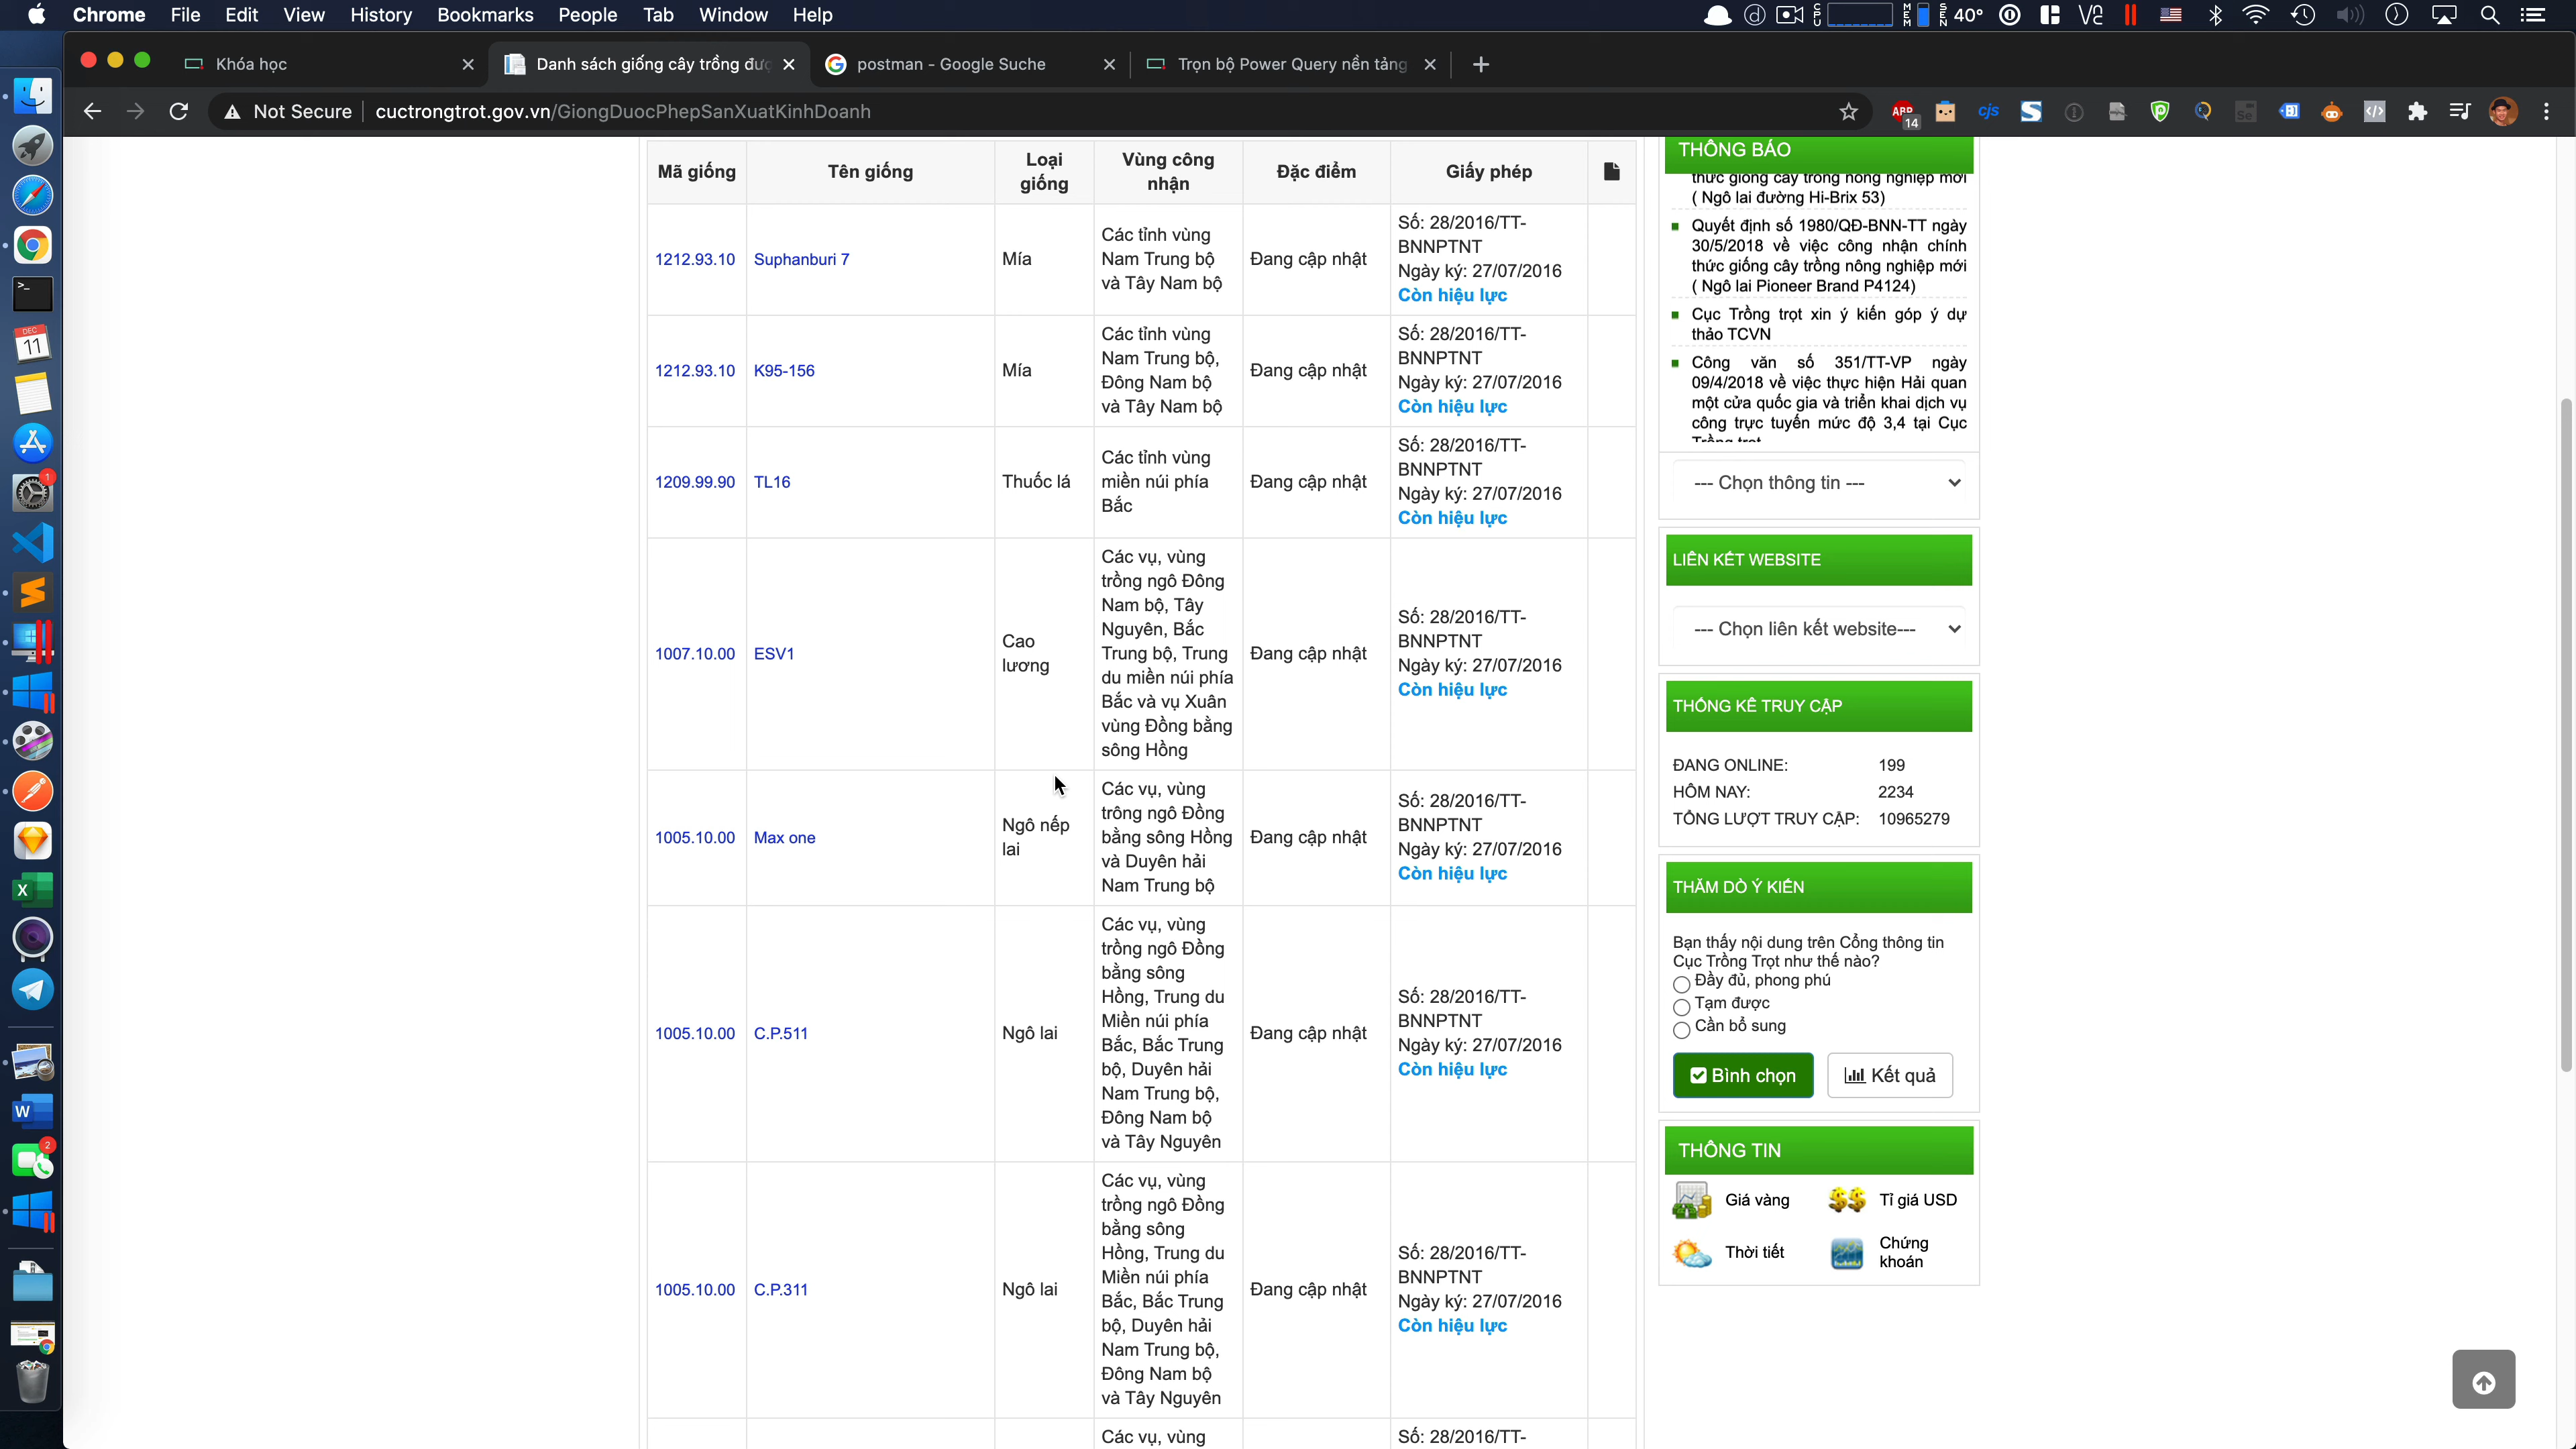 Chrome File Edit View History Bookmarks People Tab Window Help
CPU MEM SEN 40°
Khóa học
Danh sách giống cây trồng đượ
postman - Google Suche
Trọn bộ Power Query nền tảng
Not Secure
cuctrongtrot.gov.vn/GiongDuocPhepSanXuatKinhDoanh
ABP 14
cjs
DEC
11
1
2
Mã giống
Tên giống
Loại
giống
Vùng công
nhận
Đặc điểm
Giấy phép
1212.93.10
Suphanburi 7
Mía
Các tỉnh vùng
Nam Trung bộ
và Tây Nam bộ
Đang cập nhật
Số: 28/2016/TT-
BNNPTNT
Ngày ký: 27/07/2016
Còn hiệu lực
1212.93.10
K95-156
Mía
Các tỉnh vùng
Nam Trung bộ,
Đông Nam bộ
và Tây Nam bộ
Đang cập nhật
Số: 28/2016/TT-
BNNPTNT
Ngày ký: 27/07/2016
Còn hiệu lực
1209.99.90
TL16
Thuốc lá
Các tỉnh vùng
miền núi phía
Bắc
Đang cập nhật
Số: 28/2016/TT-
BNNPTNT
Ngày ký: 27/07/2016
Còn hiệu lực
1007.10.00
ESV1
Cao
lương
Các vụ, vùng
trồng ngô Đông
Nam bộ, Tây
Nguyên, Bắc
Trung bộ, Trung
du miền núi phía
Bắc và vụ Xuân
vùng Đồng bằng
sông Hồng
Đang cập nhật
Số: 28/2016/TT-
BNNPTNT
Ngày ký: 27/07/2016
Còn hiệu lực
1005.10.00
Max one
Ngô nếp
lai
Các vụ, vùng
trông ngô Đồng
bằng sông Hồng
và Duyên hải
Nam Trung bộ
Đang cập nhật
Số: 28/2016/TT-
BNNPTNT
Ngày ký: 27/07/2016
Còn hiệu lực
1005.10.00
C.P.511
Ngô lai
Các vụ, vùng
trồng ngô Đồng
bằng sông
Hồng, Trung du
Miền núi phía
Bắc, Bắc Trung
bộ, Duyên hải
Nam Trung bộ,
Đông Nam bộ
và Tây Nguyên
Đang cập nhật
Số: 28/2016/TT-
BNNPTNT
Ngày ký: 27/07/2016
Còn hiệu lực
1005.10.00
C.P.311
Ngô lai
Các vụ, vùng
trồng ngô Đồng
bằng sông
Hồng, Trung du
Miền núi phía
Bắc, Bắc Trung
bộ, Duyên hải
Nam Trung bộ,
Đông Nam bộ
và Tây Nguyên
Đang cập nhật
Số: 28/2016/TT-
BNNPTNT
Ngày ký: 27/07/2016
Còn hiệu lực
Các vụ, vùng
Số: 28/2016/TT-
THÔNG BÁO
thức giống cây trồng nông nghiệp mới
( Ngô lai đường Hi-Brix 53)
Quyết định số 1980/QĐ-BNN-TT ngày
30/5/2018 về việc công nhận chính
thức giống cây trồng nông nghiệp mới
( Ngô lai Pioneer Brand P4124)
Cục Trồng trọt xin ý kiến góp ý dự
thảo TCVN
Công văn số 351/TT-VP ngày
09/4/2018 về việc thực hiện Hải quan
một cửa quốc gia và triển khai dịch vụ
công trực tuyến mức độ 3,4 tại Cục
Trồng trọt
--- Chọn thông tin ---
LIÊN KẾT WEBSITE
--- Chọn liên kết website---
THỐNG KÊ TRUY CẬP
ĐANG ONLINE: 199
HÔM NAY: 2234
TỔNG LƯỢT TRUY CẬP: 10965279
THĂM DÒ Ý KIẾN
Bạn thấy nội dung trên Cổng thông tin
Cục Trồng Trọt như thế nào?
Đầy đủ, phong phú
Tạm được
Cần bổ sung
Bình chọn
Kết quả
THÔNG TIN
Giá vàng
Tỉ giá USD
Thời tiết
Chứng
khoán